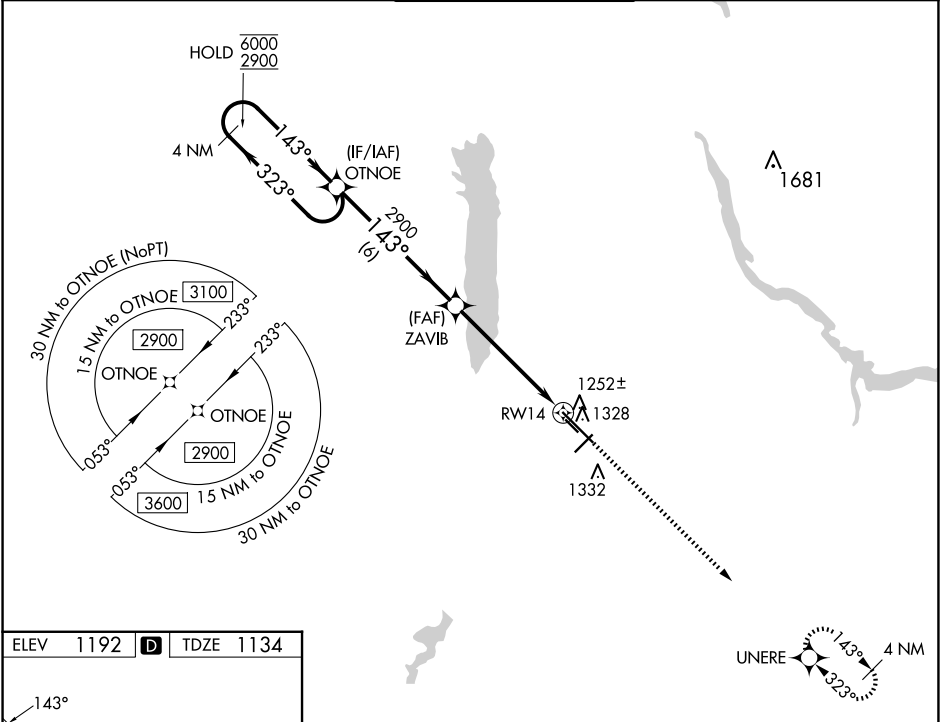 HOLD 6000
2900
4 NM
143°
323°
(IF/IAF)
OTNOE
1681
2900
143°
(6)
(FAF)
ZAVIB
30 NM to OTNOE (NoPT)
3100
15 NM to OTNOE
233°
2900
233°
OTNOE
OTNOE
053°
2900
053°
15 NM to OTNOE
3600
30 NM to OTNOE
1252±
RW14
1328
1332
ELEV 1192 D TDZE 1134
143°
UNERE
143°
4 NM
323°